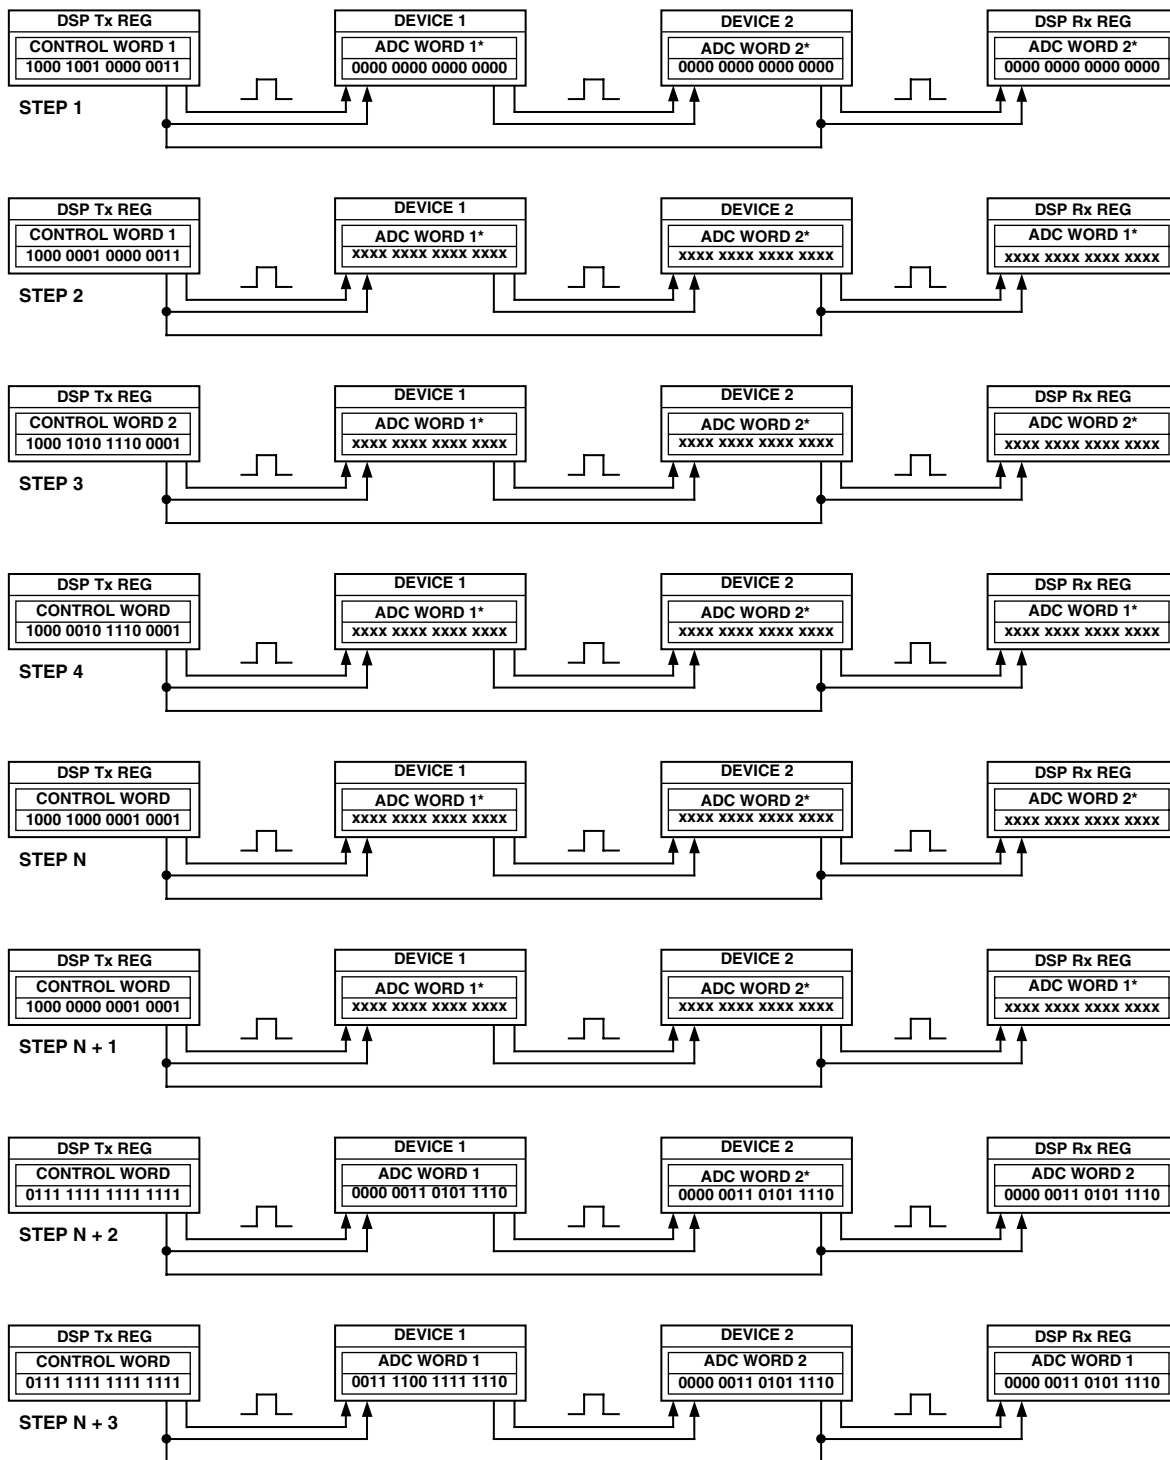 DSP Tx REG
CONTROL WORD 1
1000 1001 0000 0011
DEVICE 1
ADC WORD 1*
0000 0000 0000 0000
DEVICE 2
ADC WORD 2*
0000 0000 0000 0000
DSP Rx REG
ADC WORD 2*
0000 0000 0000 0000
STEP 1
DSP Tx REG
CONTROL WORD 1
1000 0001 0000 0011
DEVICE 1
ADC WORD 1*
xxxx xxxx xxxx xxxx
DEVICE 2
ADC WORD 2*
xxxx xxxx xxxx xxxx
DSP Rx REG
ADC WORD 1*
xxxx xxxx xxxx xxxx
STEP 2
DSP Tx REG
CONTROL WORD 2
1000 1010 1110 0001
DEVICE 1
ADC WORD 1*
xxxx xxxx xxxx xxxx
DEVICE 2
ADC WORD 2*
xxxx xxxx xxxx xxxx
DSP Rx REG
ADC WORD 2*
xxxx xxxx xxxx xxxx
STEP 3
DSP Tx REG
CONTROL WORD
1000 0010 1110 0001
DEVICE 1
ADC WORD 1*
xxxx xxxx xxxx xxxx
DEVICE 2
ADC WORD 2*
xxxx xxxx xxxx xxxx
DSP Rx REG
ADC WORD 1*
xxxx xxxx xxxx xxxx
STEP 4
DSP Tx REG
CONTROL WORD
1000 1000 0001 0001
DEVICE 1
ADC WORD 1*
xxxx xxxx xxxx xxxx
DEVICE 2
ADC WORD 2*
xxxx xxxx xxxx xxxx
DSP Rx REG
ADC WORD 2*
xxxx xxxx xxxx xxxx
STEP N
DSP Tx REG
CONTROL WORD
1000 0000 0001 0001
DEVICE 1
ADC WORD 1*
xxxx xxxx xxxx xxxx
DEVICE 2
ADC WORD 2*
xxxx xxxx xxxx xxxx
DSP Rx REG
ADC WORD 1*
xxxx xxxx xxxx xxxx
STEP N + 1
DSP Tx REG
CONTROL WORD
0111 1111 1111 1111
DEVICE 1
ADC WORD 1
0000 0011 0101 1110
DEVICE 2
ADC WORD 2*
0000 0011 0101 1110
DSP Rx REG
ADC WORD 2
0000 0011 0101 1110
STEP N + 2
DSP Tx REG
CONTROL WORD
0111 1111 1111 1111
DEVICE 1
ADC WORD 1
0011 1100 1111 1110
DEVICE 2
ADC WORD 2
0000 0011 0101 1110
DSP Rx REG
ADC WORD 1
0000 0011 0101 1110
STEP N + 3